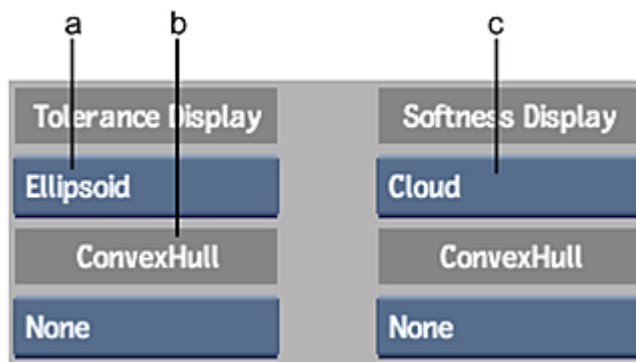 a b c
Tolerance Display Softness Display
Ellipsoid Cloud
ConvexHull ConvexHull
None None